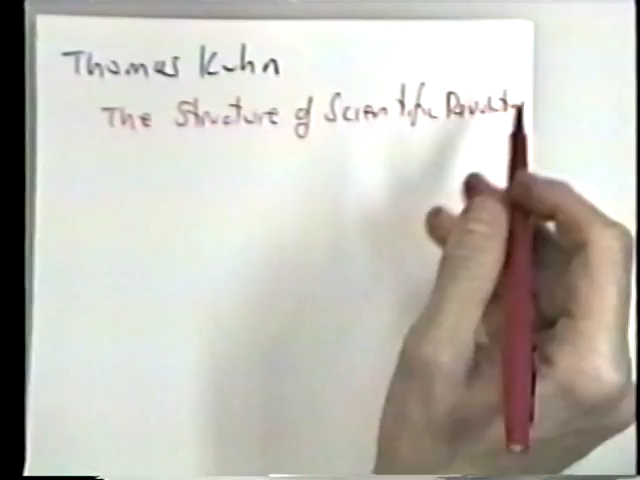 Thomas Kuhn
The Structure of Scientific